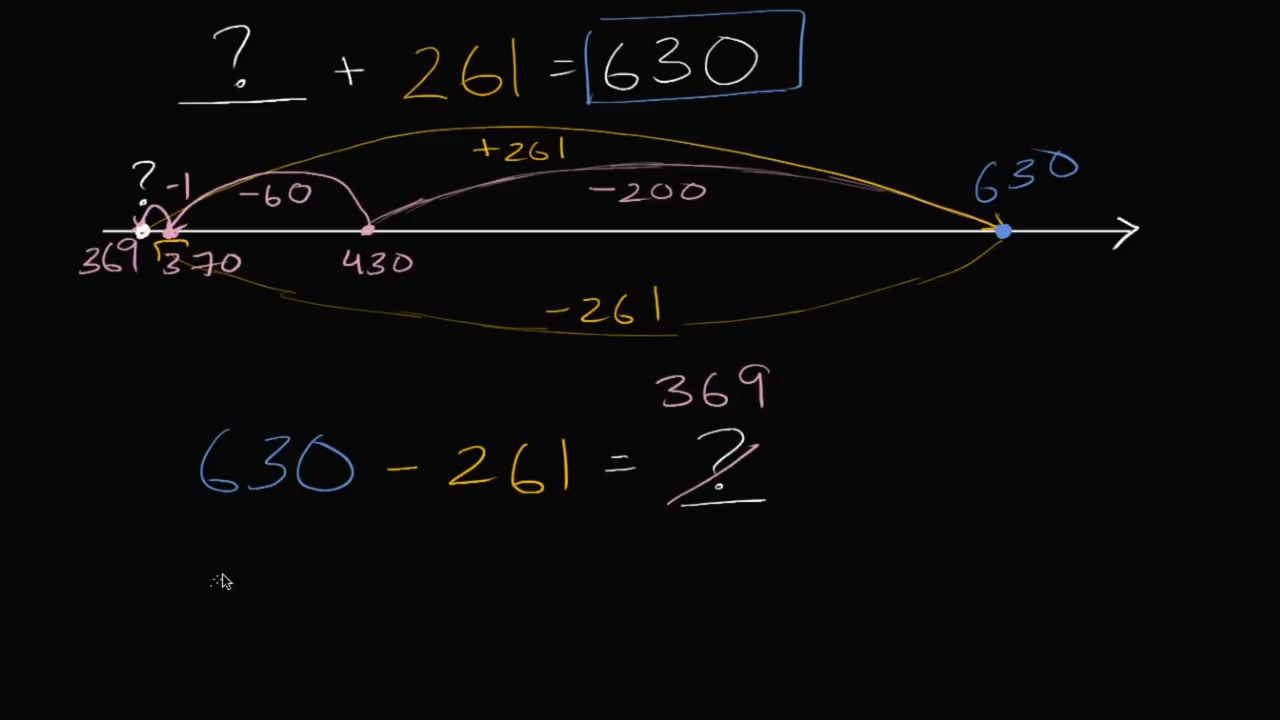 ? + 261 = 630
+261
? -1 -60 -200 630
369 370 430
-261
369
630 - 261 = ?